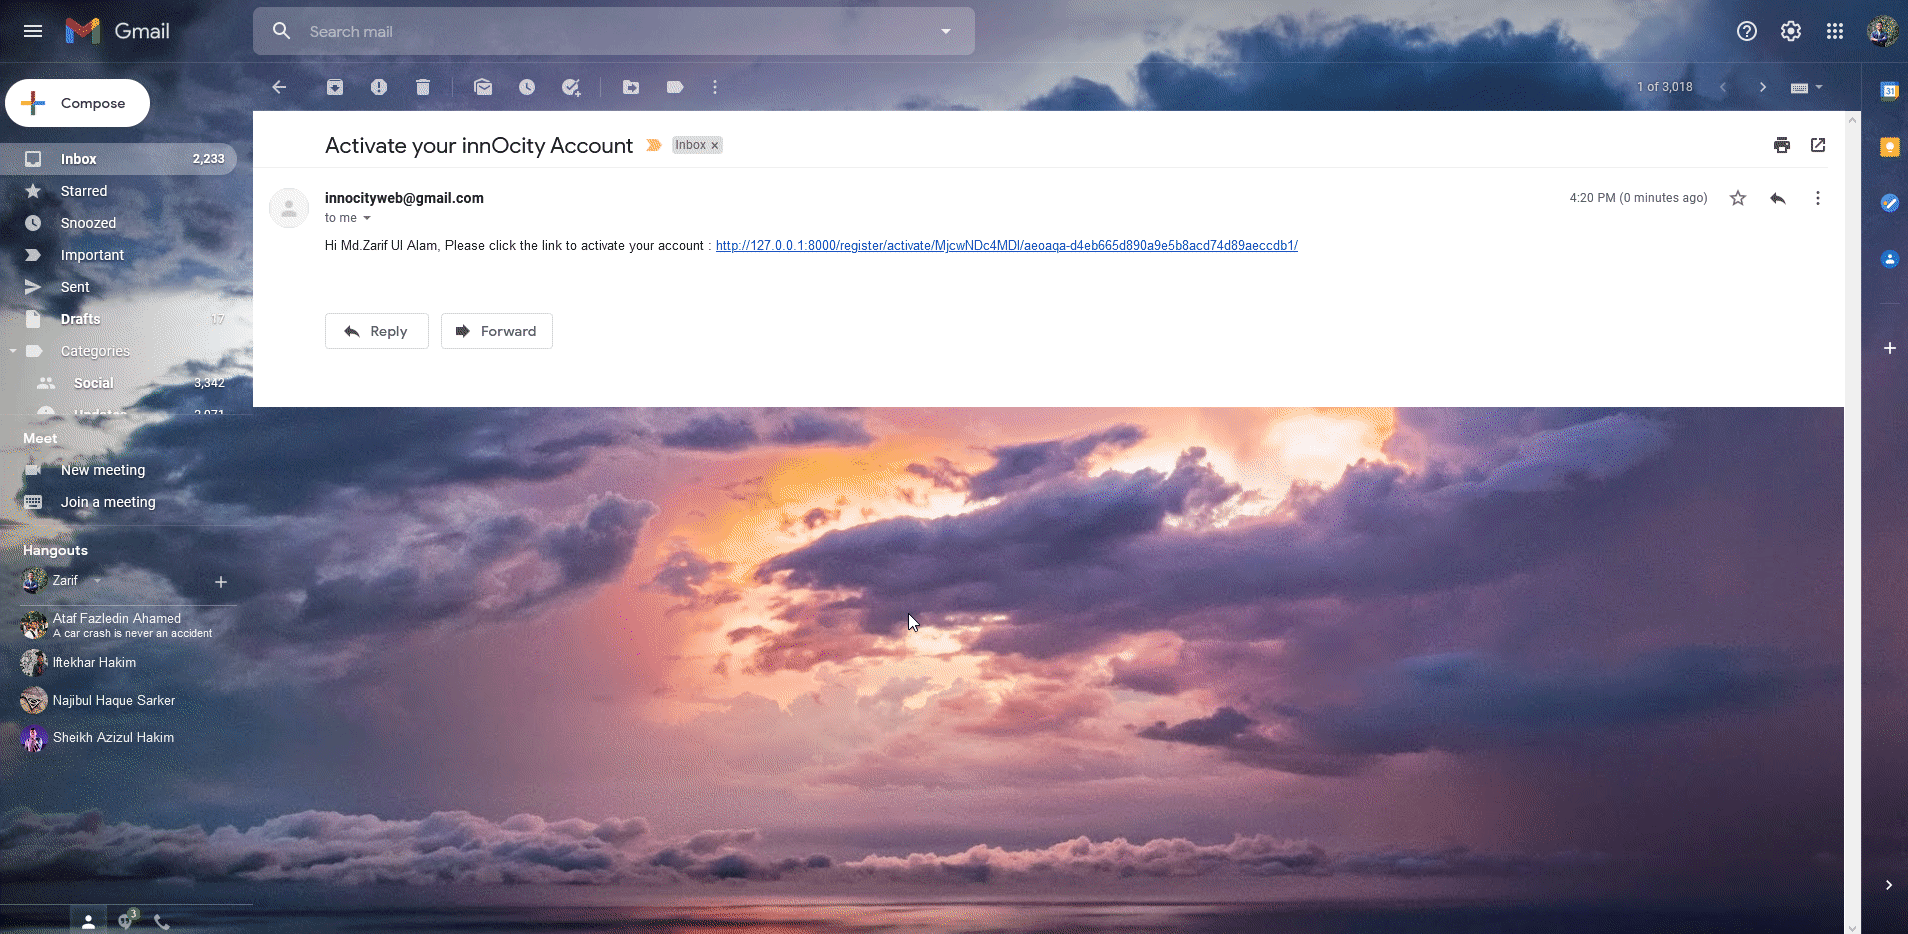 Gmail
Search mail
Compose
1 of 3,018
31
Inbox 2,233
Starred
Snoozed
Important
Sent
Drafts 17
Categories
Social 3,342
Updates 2,071
Meet
New meeting
Join a meeting
Hangouts
Zarif
Ataf Fazledin Ahamed
A car crash is never an accident
Iftekhar Hakim
Najibul Haque Sarker
Sheikh Azizul Hakim
3
Activate your innOcity Account Inbox x
innocityweb@gmail.com 4:20 PM (0 minutes ago)
to me
Hi Md.Zarif Ul Alam, Please click the link to activate your account : http://127.0.0.1:8000/register/activate/MjcwNDc4MDI/aeoaqa-d4eb665d890a9e5b8acd74d89aeccdb1/
Reply Forward